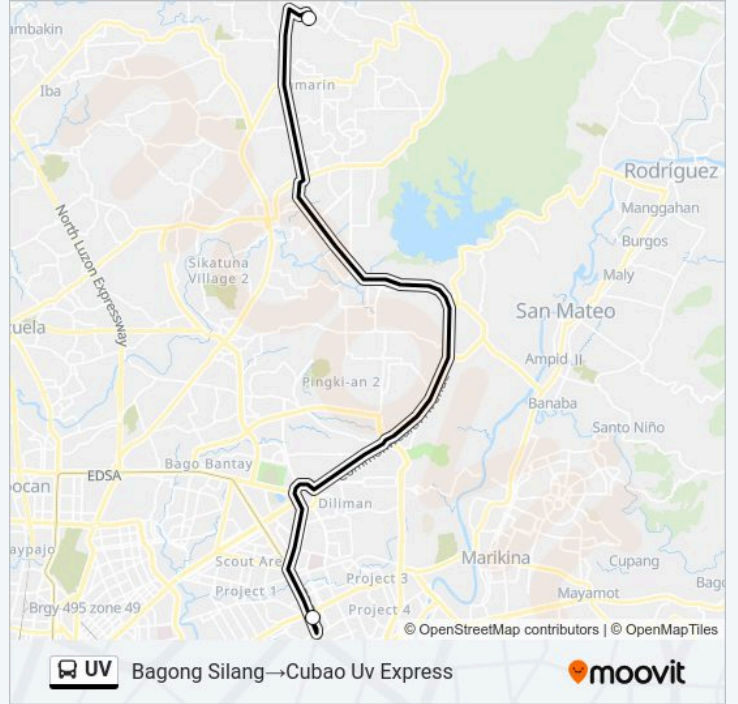 ambakin
Iba
marin
Rodríguez
Manggahan
Burgos
North Luzon Expressway
Sikatuna
Village 2
Maly
San Mateo
uela
Ampid II
Pingki-an 2
Banaba
Santo Niño
Bago Bantay
EDSA
ocan
Diliman
aypajo
Marikina
Scout Are
Cupang
Project 3
Bago
Project 1
Mayamot
Brgy 495 zone 49
Project 4
© OpenStreetMap contributors | © OpenMapTiles
UV Bagong Silang→Cubao Uv Express
moovit